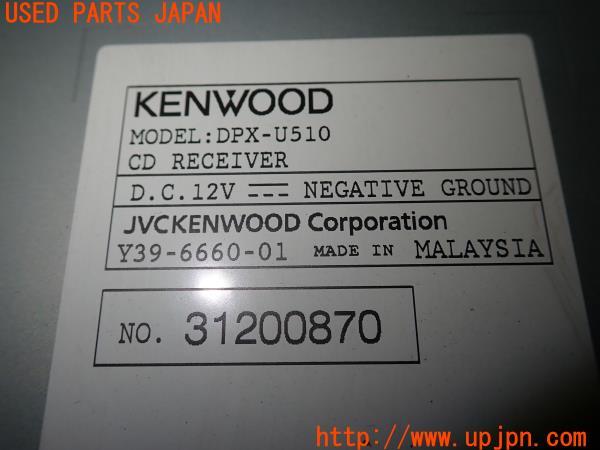 USED PARTS JAPAN
KENWOOD
MODEL:DPX-U510
CD RECEIVER
D.C.12V NEGATIVE GROUND
JVCKENWOOD Corporation
Y39-6660-01 MADE IN MALAYSIA
NO. 31200870
http://www.upjpn.com/